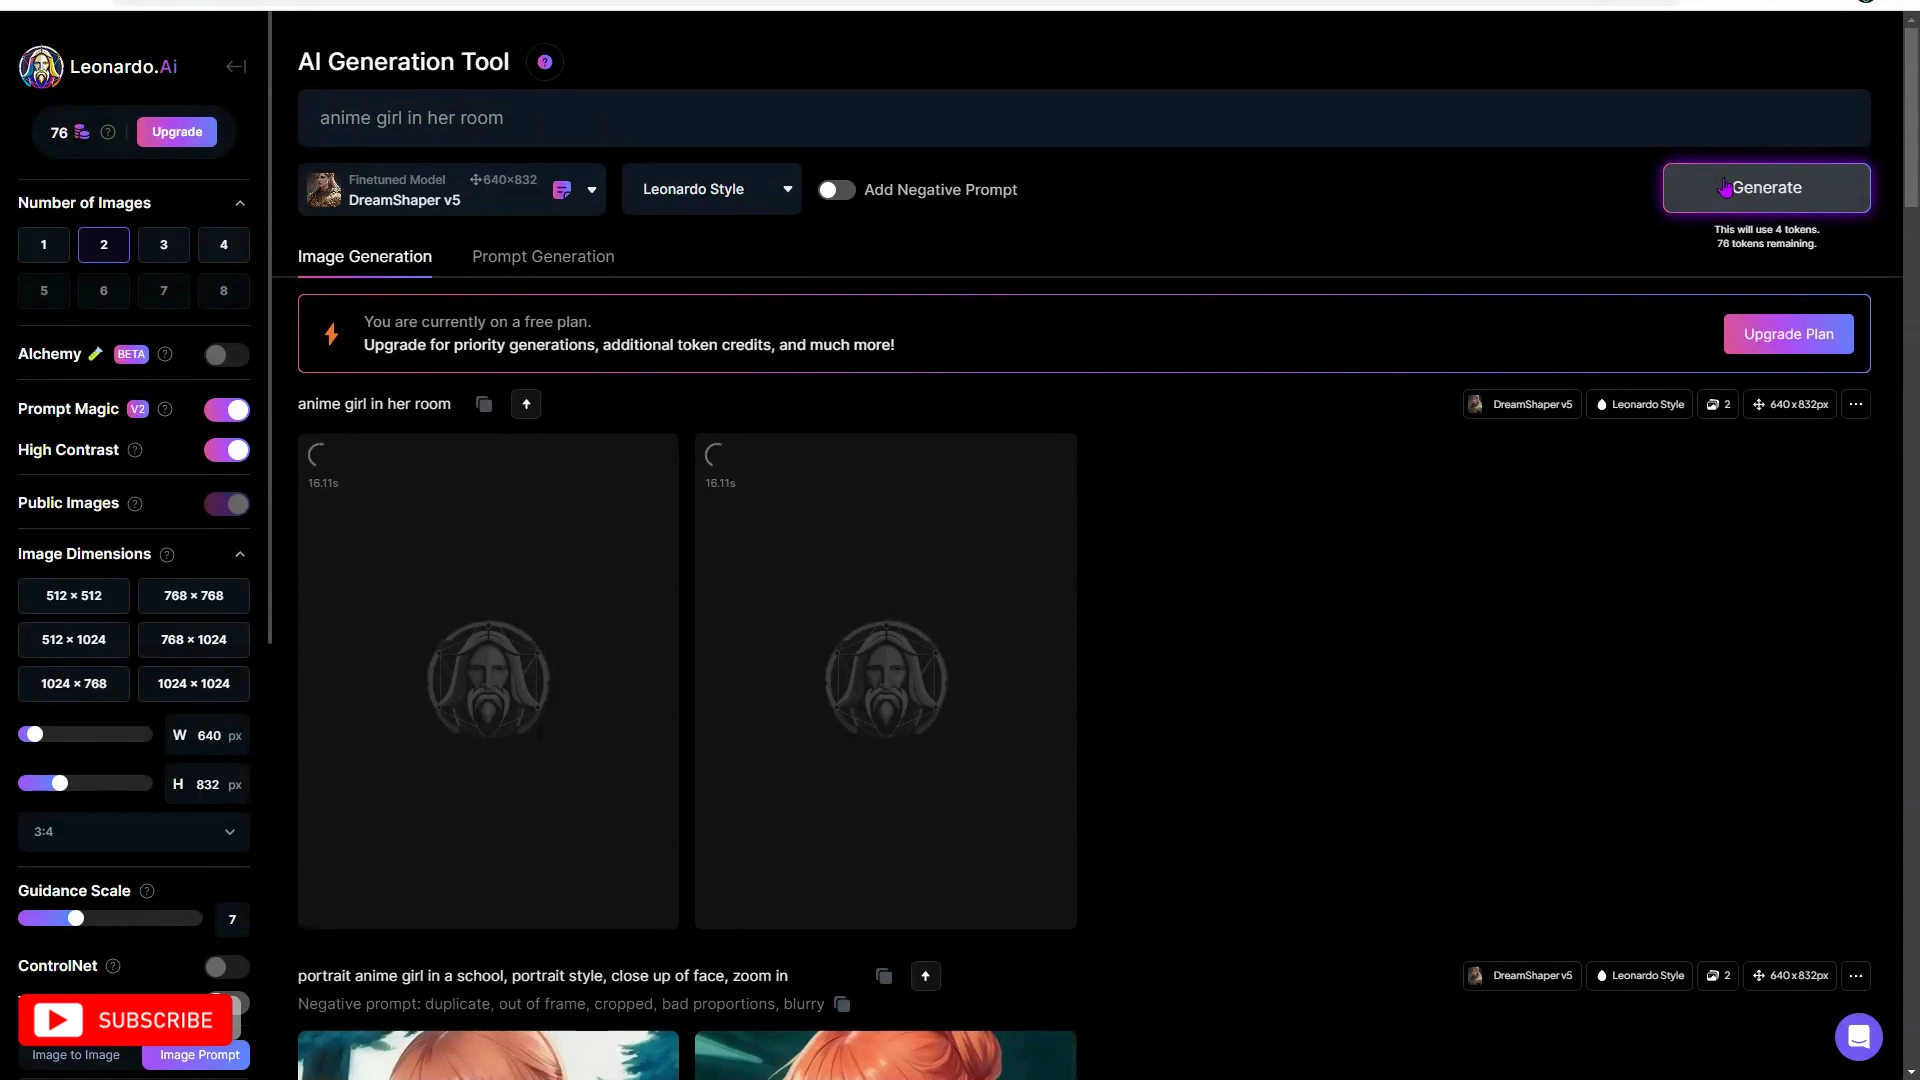 Leonardo.Ai
76 Upgrade
Number of Images
1 2 3 4
5 6 7 8
Alchemy BETA
Prompt Magic V2
High Contrast
Public Images
Image Dimensions
512 × 512 768 × 768
512 × 1024 768 × 1024
1024 × 768 1024 × 1024
W 640 px
H 832 px
3:4
Guidance Scale
7
ControlNet
SUBSCRIBE
Image to Image Image Prompt
AI Generation Tool
anime girl in her room
Finetuned Model 640×832
DreamShaper v5
Leonardo Style
Add Negative Prompt
Generate
This will use 4 tokens.
76 tokens remaining.
Image Generation Prompt Generation
You are currently on a free plan.
Upgrade for priority generations, additional token credits, and much more!
Upgrade Plan
anime girl in her room
DreamShaper v5 Leonardo Style 2 640 x 832px
16.11s 16.11s
portrait anime girl in a school, portrait style, close up of face, zoom in
DreamShaper v5 Leonardo Style 2 640 x 832px
Negative prompt: duplicate, out of frame, cropped, bad proportions, blurry